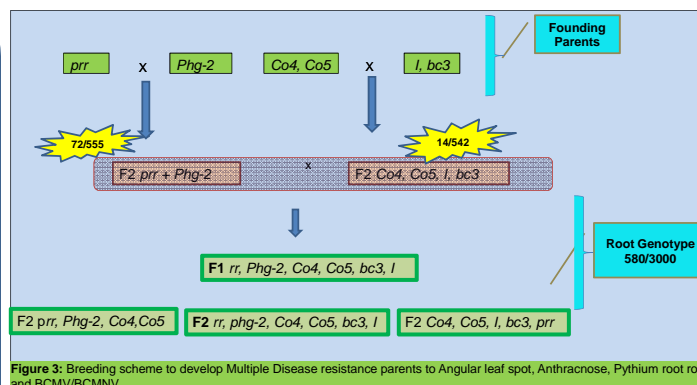 Founding
Parents
prr x Phg-2 Co4, Co5 x I, bc3
72/555 14/542
F2 prr + Phg-2 x F2 Co4, Co5, I, bc3
Root Genotype
580/3000
F1 rr, Phg-2, Co4, Co5, bc3, I
F2 prr, Phg-2, Co4,Co5 F2 rr, phg-2, Co4, Co5, bc3, I F2 Co4, Co5, I, bc3, prr
Figure 3: Breeding scheme to develop Multiple Disease resistance parents to Angular leaf spot, Anthracnose, Pythium root
and BCMV/BCMNV